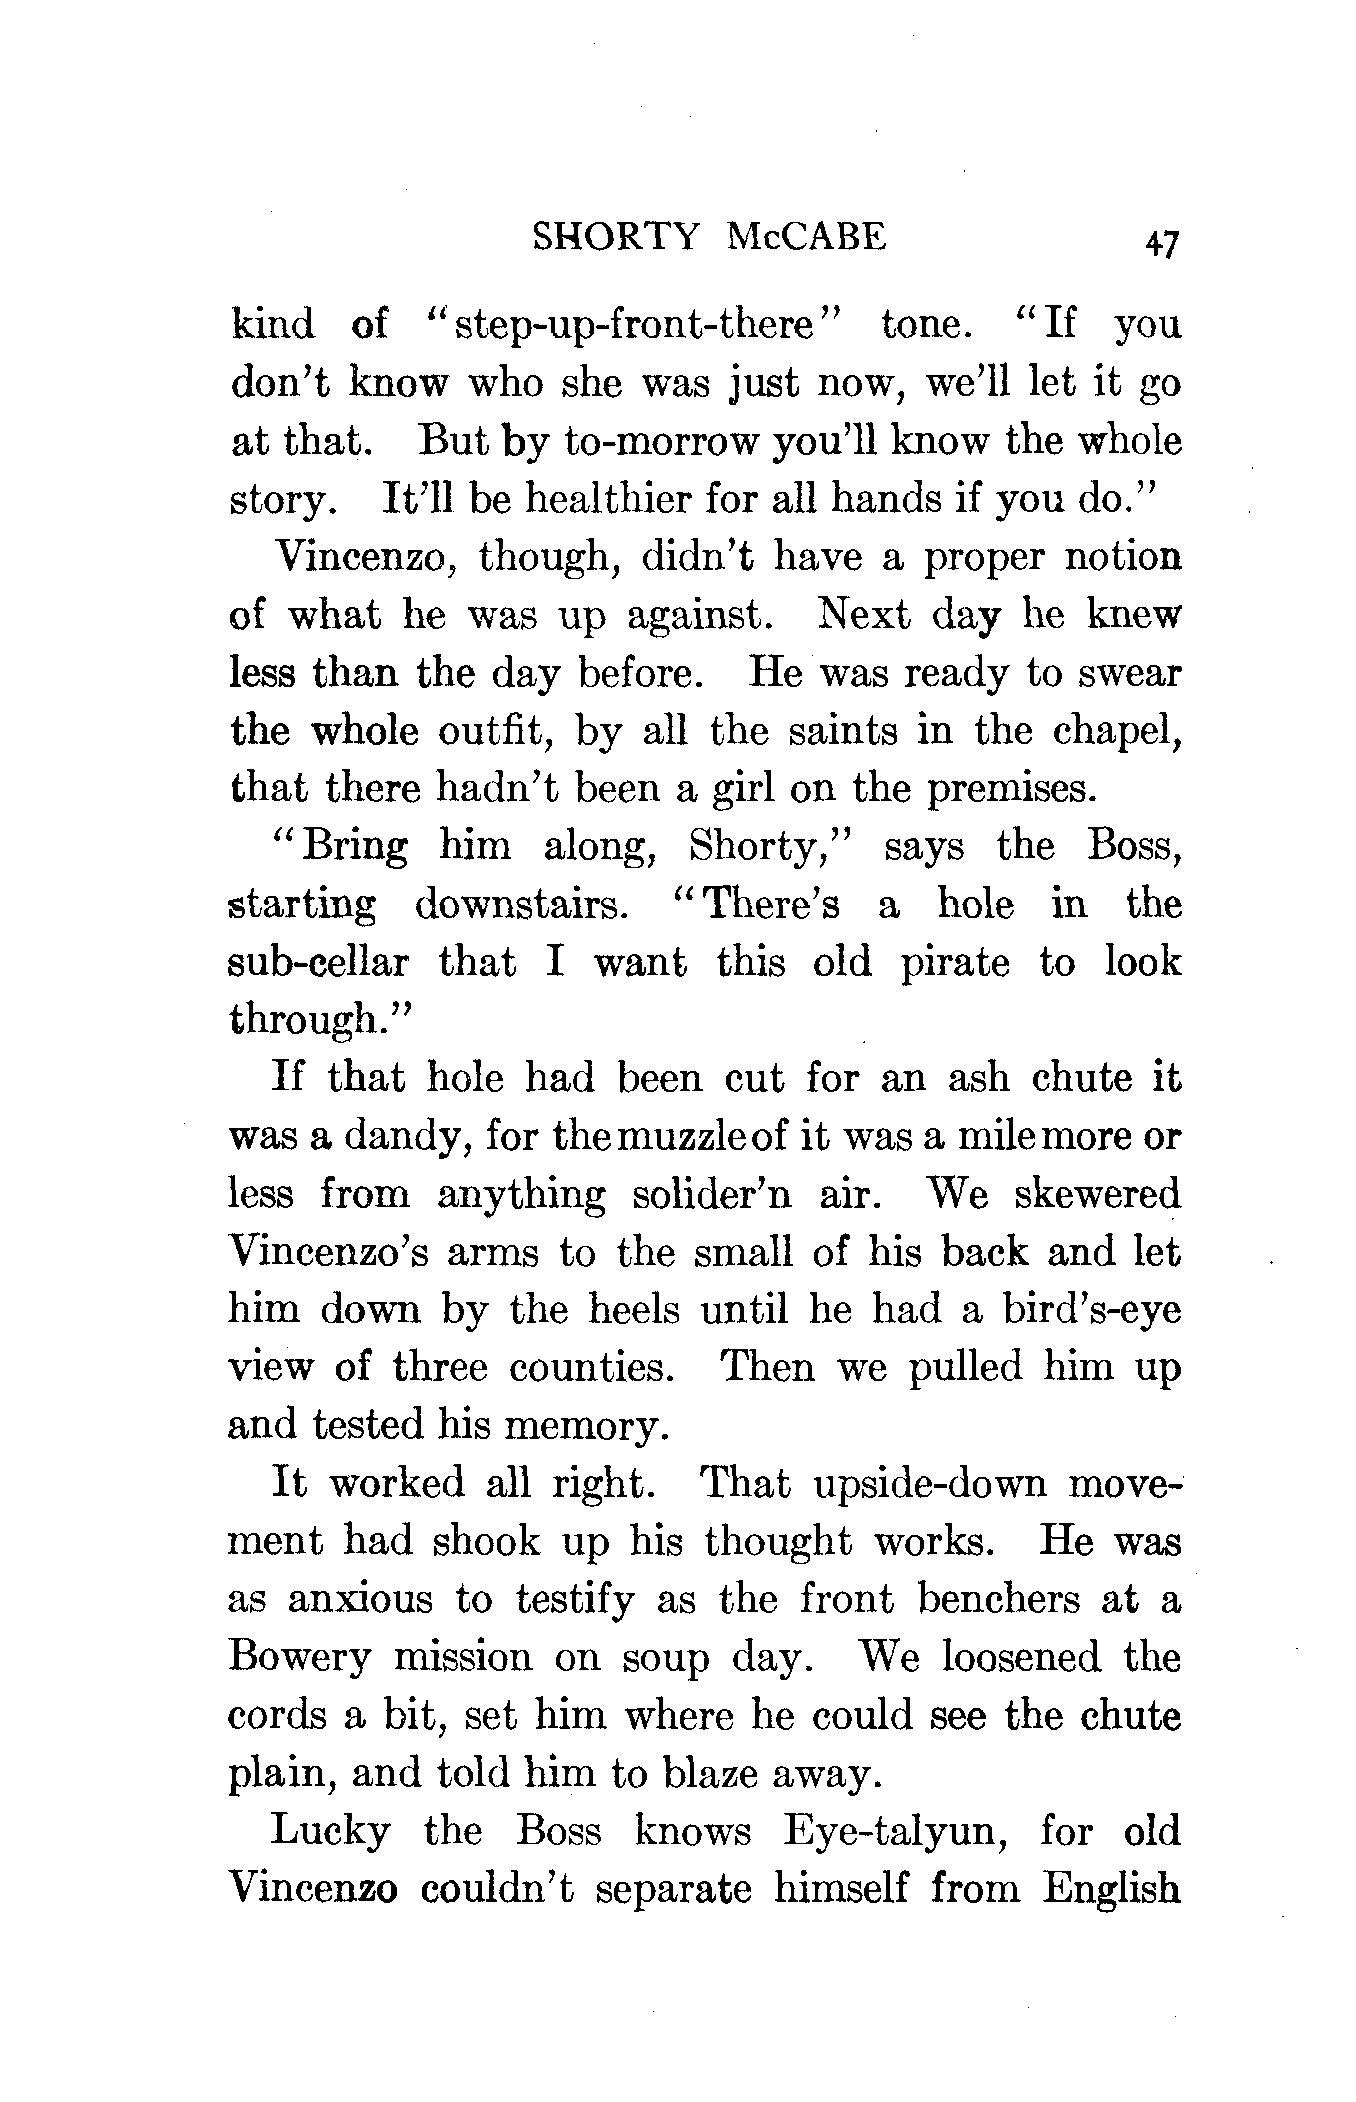 SHORTY McCABE 47
kind of "step-up-front-there" tone. "If you
don't know who she was just now, we'll let it go
at that. But by to-morrow you'll know the whole
story. It'll be healthier for all hands if you do."
Vincenzo, though, didn't have a proper notion
of what he was up against. Next day he knew
less than the day before. He was ready to swear
the whole outfit, by all the saints in the chapel,
that there hadn't been a girl on the premises.
"Bring him along, Shorty," says the Boss,
starting downstairs. "There's a hole in the
sub-cellar that I want this old pirate to look
through."
If that hole had been cut for an ash chute it
was a dandy, for the muzzle of it was a mile more or
less from anything solider'n air. We skewered
Vincenzo's arms to the small of his back and let
him down by the heels until he had a bird's-eye
view of three counties. Then we pulled him up
and tested his memory.
It worked all right. That upside-down move-
ment had shook up his thought works. He was
as anxious to testify as the front benchers at a
Bowery mission on soup day. We loosened the
cords a bit, set him where he could see the chute
plain, and told him to blaze away.
Lucky the Boss knows Eye-talyun, for old
Vincenzo couldn't separate himself from English